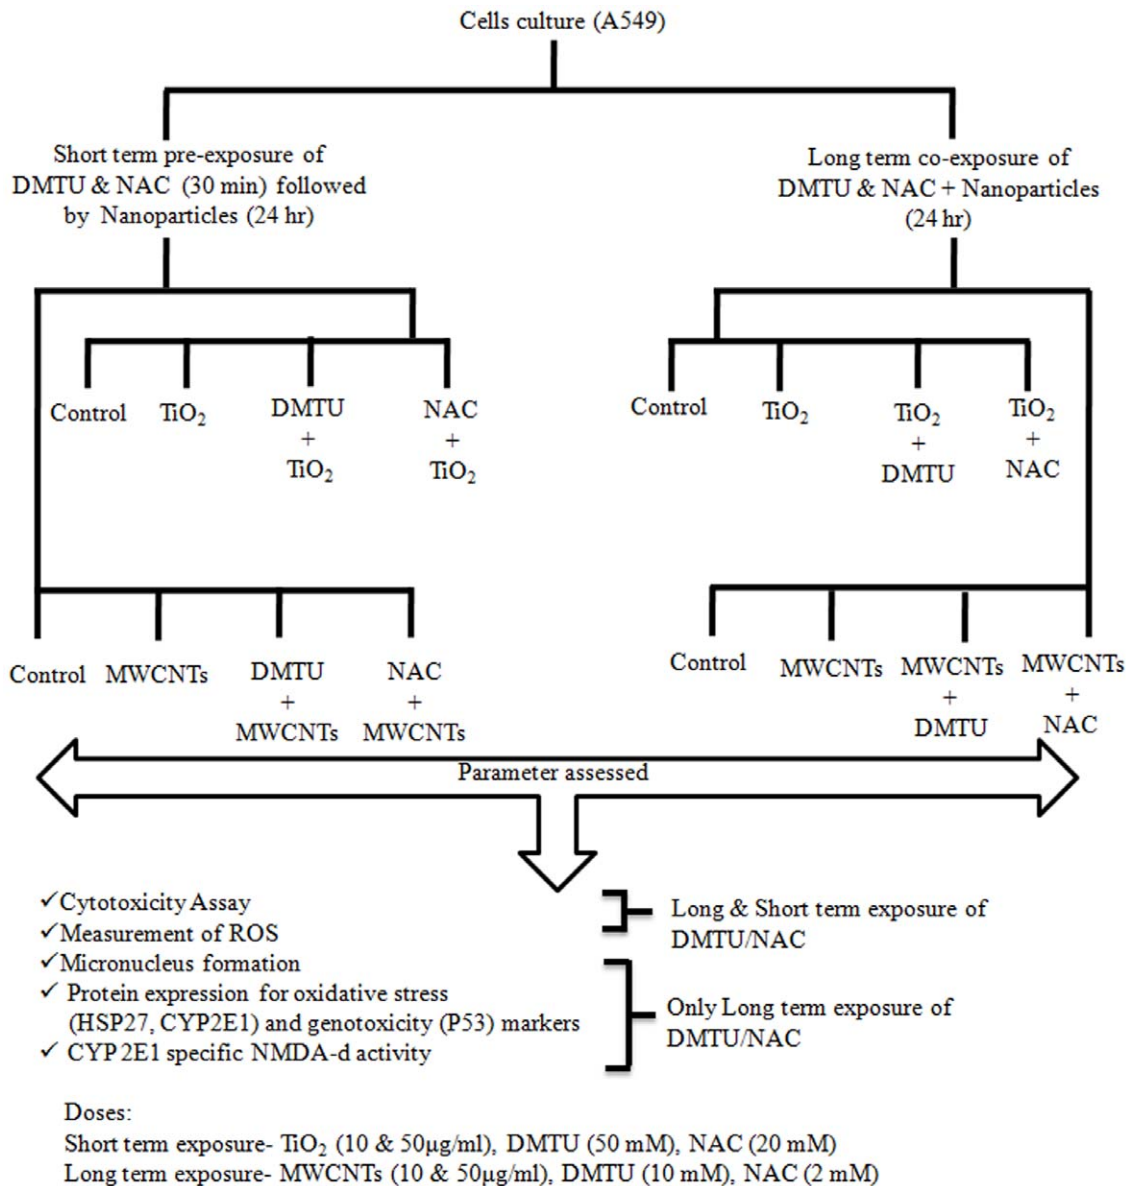 Cells culture (A549)
Short term pre-exposure of
DMTU & NAC (30 min) followed
by Nanoparticles (24 hr)
Long term co-exposure of
DMTU & NAC + Nanoparticles
(24 hr)
Control
TiO₂
DMTU
+
TiO₂
NAC
+
TiO₂
Control
TiO₂
TiO₂
+
DMTU
TiO₂
+
NAC
Control
MWCNTs
DMTU
+
MWCNTs
NAC
+
MWCNTs
Control
MWCNTs
MWCNTs
+
DMTU
MWCNTs
+
NAC
Parameter assessed
✓Cytotoxicity Assay
✓Measurement of ROS
✓Micronucleus formation
✓ Protein expression for oxidative stress
(HSP27, CYP2E1) and genotoxicity (P53) markers
✓ CYP2E1 specific NMDA-d activity
Long & Short term exposure of
DMTU/NAC
Only Long term exposure of
DMTU/NAC
Doses:
Short term exposure- TiO₂ (10 & 50µg/ml), DMTU (50 mM), NAC (20 mM)
Long term exposure- MWCNTs (10 & 50µg/ml), DMTU (10 mM), NAC (2 mM)